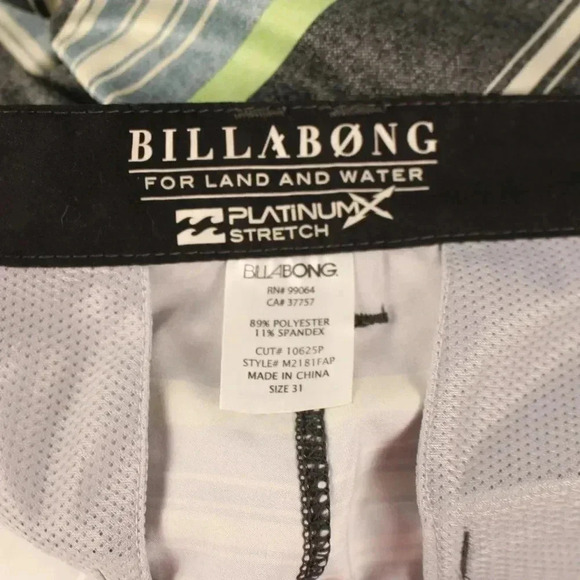 BILLABØNG
FOR LAND AND WATER
PLATINUMX
STRETCH
BILLABONG
RN# 99064
CA# 37757
89% POLYESTER
11% SPANDEX
CUT# 10625P
STYLE# M2181FAP
MADE IN CHINA
SIZE 31